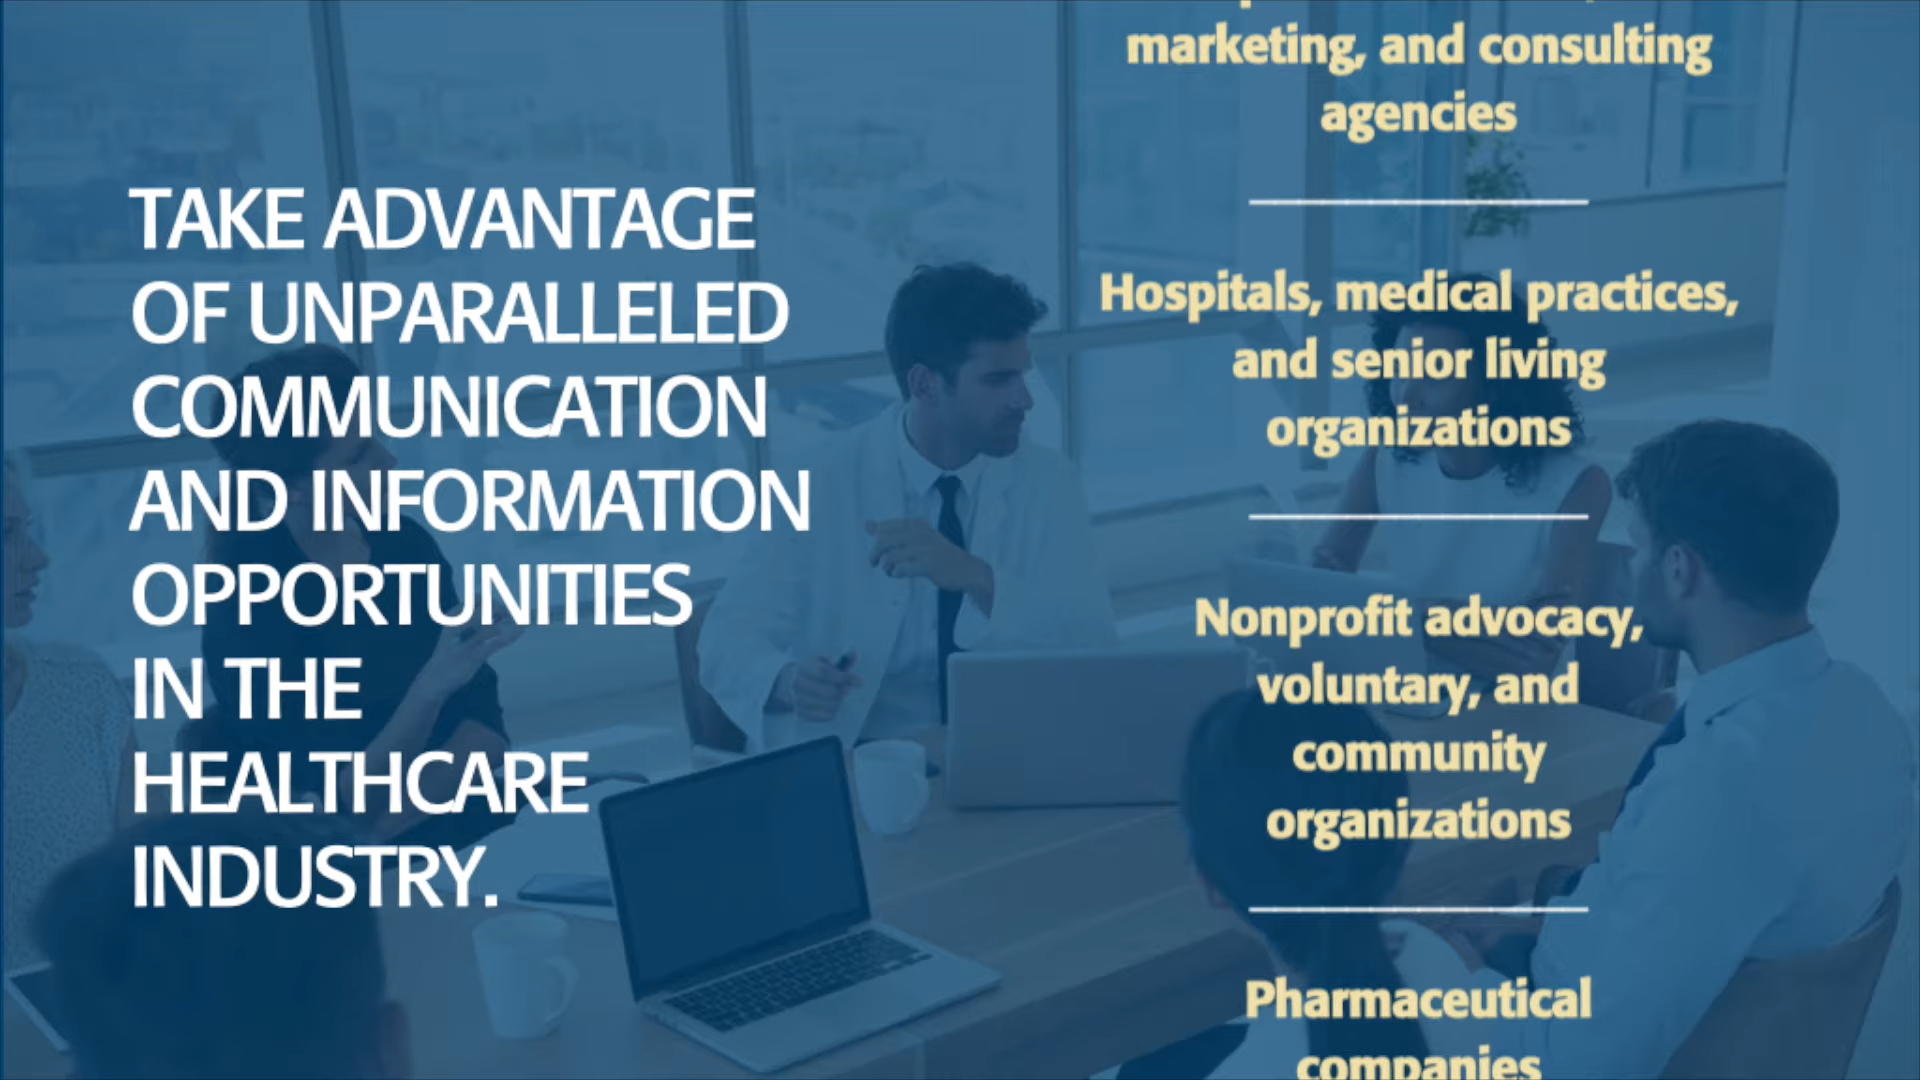 TAKE ADVANTAGE
OF UNPARALLELED
COMMUNICATION
AND INFORMATION
OPPORTUNITIES
IN THE
HEALTHCARE
INDUSTRY.
marketing, and consulting
agencies
Hospitals, medical practices,
and senior living
organizations
Nonprofit advocacy,
voluntary, and
community
organizations
Pharmaceutical
companies